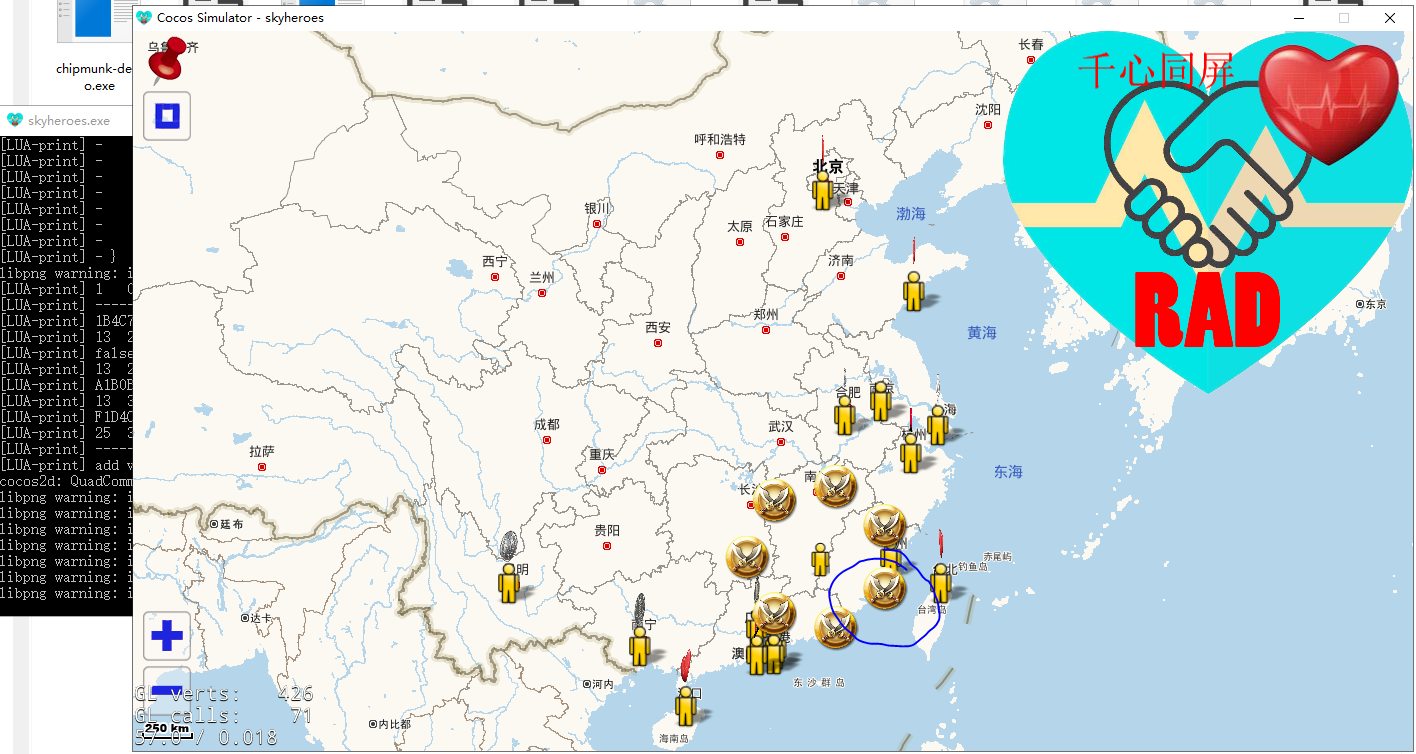 Cocos Simulator - skyheroes
chipmunk-de
o.exe
skyheroes.exe
[LUA-print] -
[LUA-print] -
[LUA-print] -
[LUA-print] -
[LUA-print] -
[LUA-print] -
[LUA-print] -
[LUA-print] - }
libpng warning: i
[LUA-print] 1
[LUA-print] -----
[LUA-print] 1B4C7
[LUA-print] 13 2
[LUA-print] false
[LUA-print] 13 2
[LUA-print] A1B0B
[LUA-print] 13 3
[LUA-print] F1D4C
[LUA-print] 25 3
[LUA-print] -----
[LUA-print] add v
cocos2d: QuadComm
libpng warning: i
libpng warning: i
libpng warning: i
libpng warning: i
libpng warning: i
libpng warning: i
libpng warning: i
齐
长春
千心同屏
沈阳
呼和浩特
北京
天津
银川
渤海
太原
石家庄
西宁
兰州
济南
RAD
东京
郑州
西安
黄海
合肥
海
成都
武汉
杭州
拉萨
重庆
东海
南
长
廷布
贵阳
州
赤尾屿
钓鱼岛
明
北
台湾岛
达卡
宁
港
澳
河内
东沙群岛
口
GL verts: 426
GL calls: 71
250 km
57.0 / 0.018
内比都
海南岛